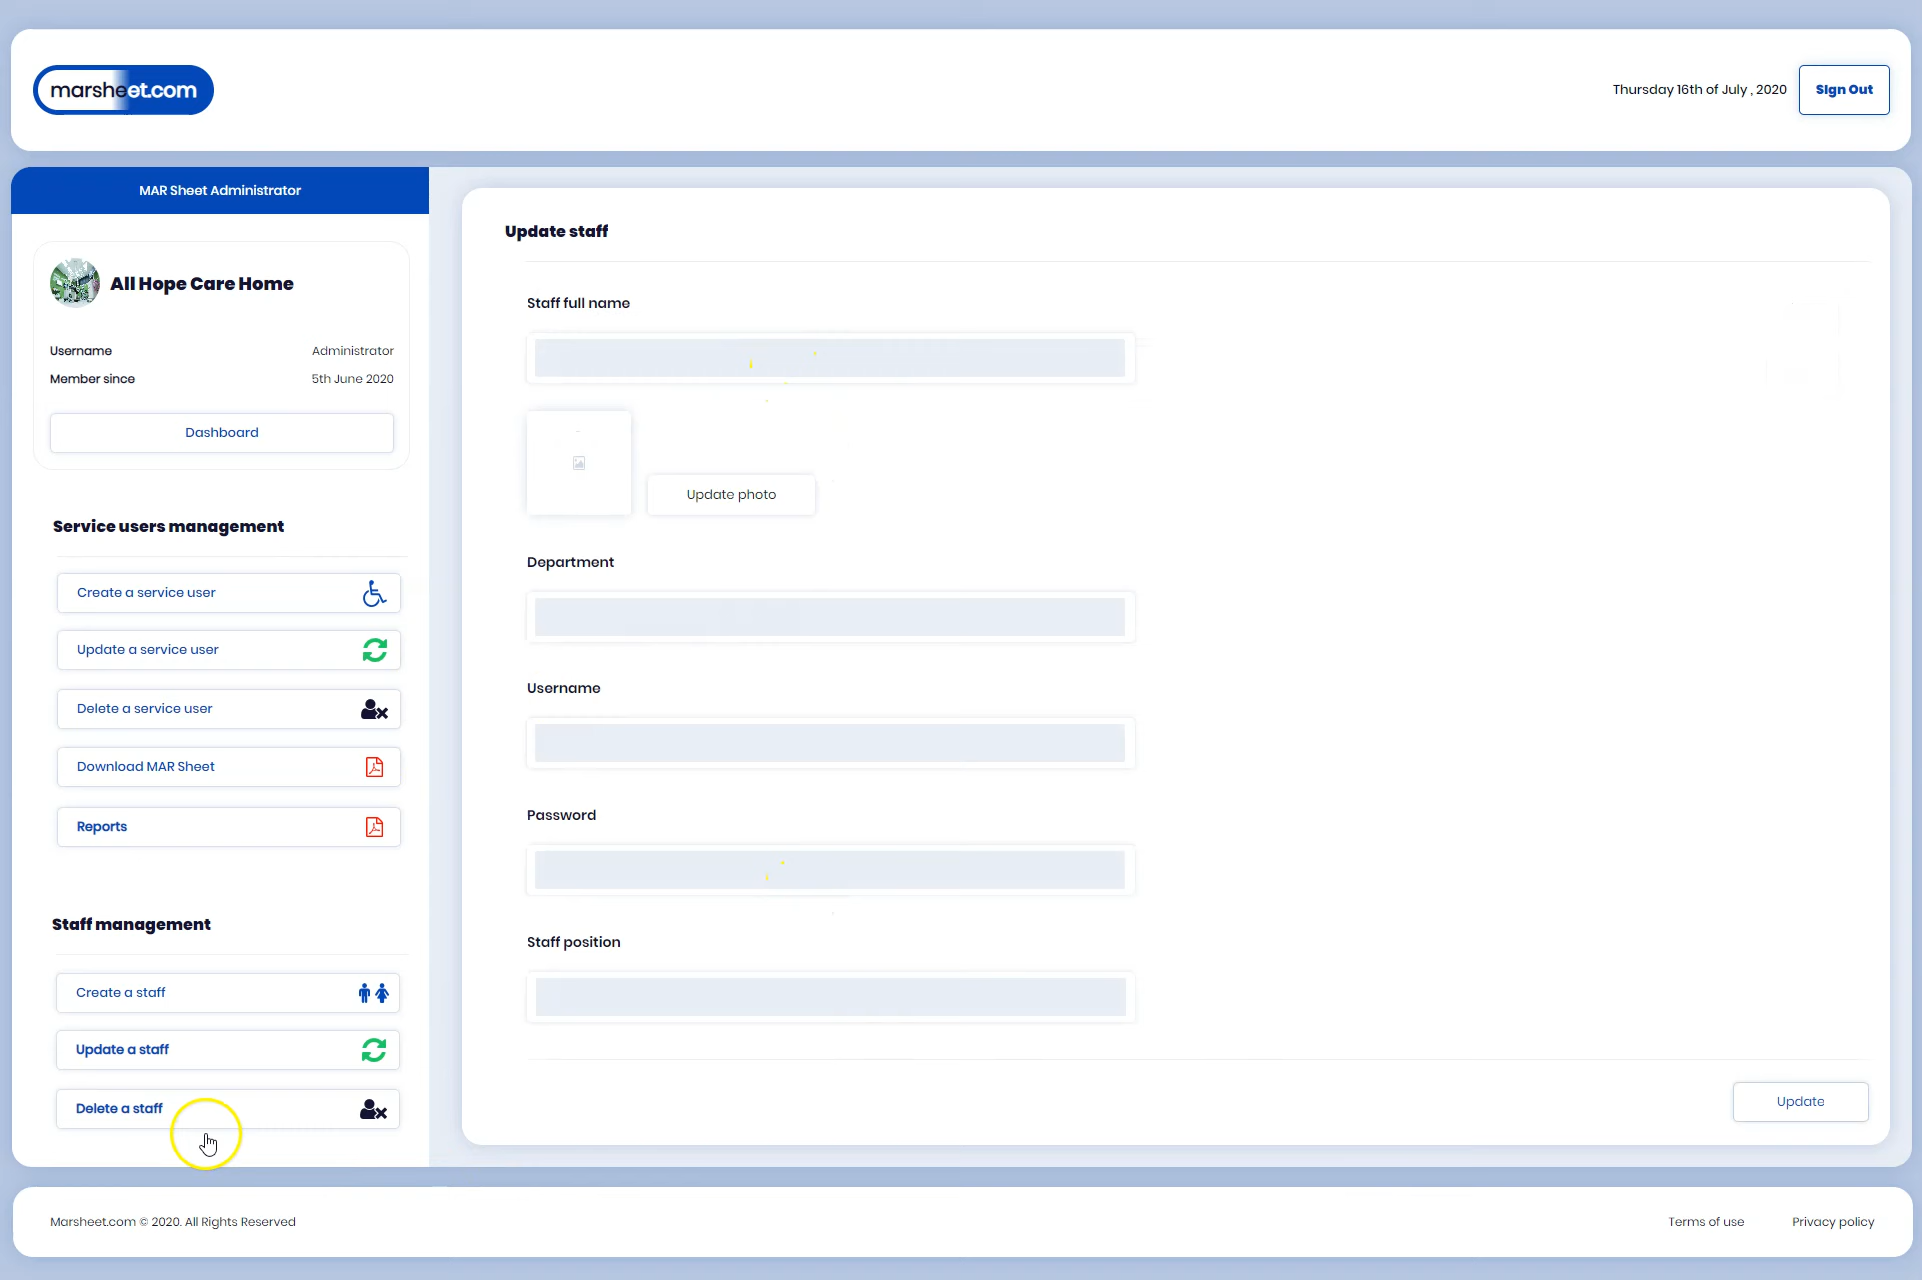 marsheet.com
Thursday 16th of July , 2020
SIgn Out
MAR Sheet Administrator
All Hope Care Home
Username Administrator
Member since 5th June 2020
Dashboard
Service users management
Create a service user
Update a service user
Delete a service user
Download MAR Sheet
Reports
Staff management
Create a staff
Update a staff
Delete a staff
Update staff
Staff full name
Update photo
Department
Username
Password
Staff position
Update
Marsheet.com © 2020. All Rights Reserved
Terms of use
Privacy policy